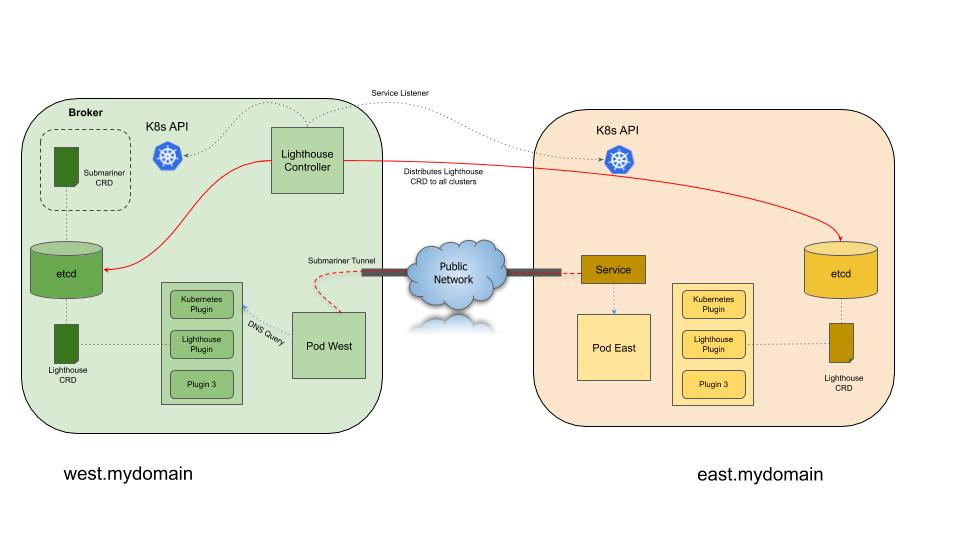 Service Listener
Broker
K8s API
K8s API
Lighthouse
Controller
Submariner
CRD
Distributes Lighthouse
CRD to all clusters
Submariner Tunnel
Public
Network
etcd
Service
etcd
Kubernetes
Plugin
Lighthouse
Plugin
Plugin 3
DNS Query
Pod West
Pod East
Kubernetes
Plugin
Lighthouse
Plugin
Plugin 3
Lighthouse
CRD
Lighthouse
CRD
west.mydomain
east.mydomain